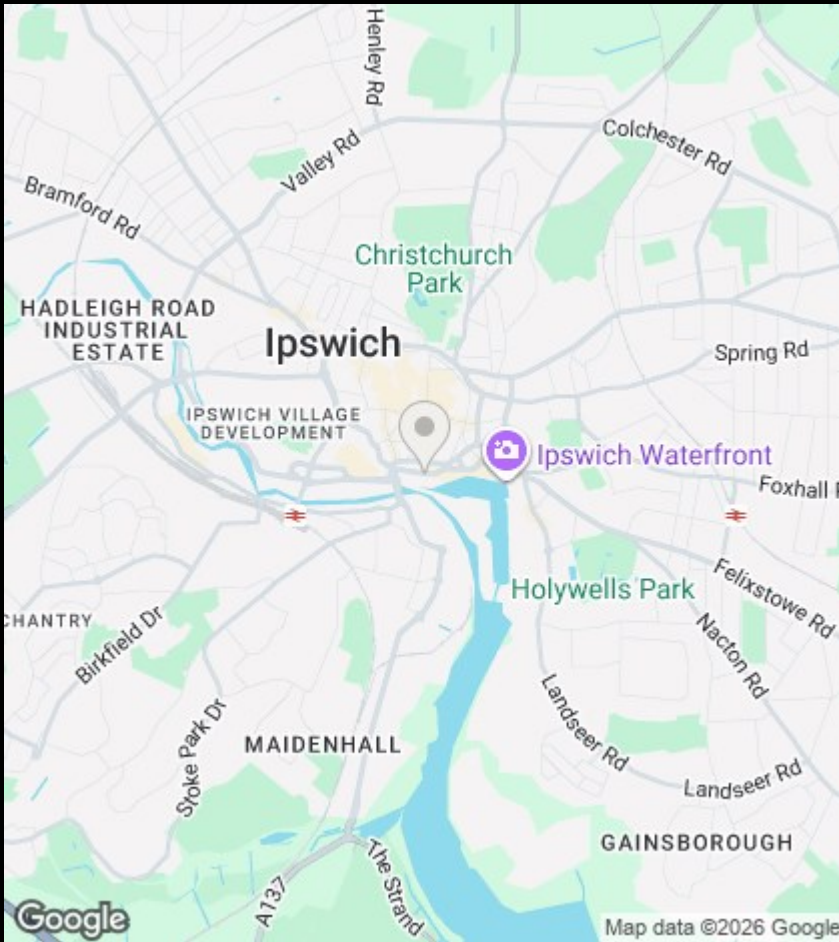 Henley Rd
Colchester Rd
Valley Rd
Bramford Rd
Christchurch
Park
HADLEIGH ROAD
INDUSTRIAL
ESTATE
Ipswich
Spring Rd
IPSWICH VILLAGE
DEVELOPMENT
Ipswich Waterfront
Foxhall R
Holywells Park
Felixstowe Rd
CHANTRY
Birkfield Dr
Nacton Rd
Stoke Park Dr
MAIDENHALL
Landseer Rd
Landseer Rd
GAINSBOROUGH
A137
The Strand
Google
Map data ©2026 Google